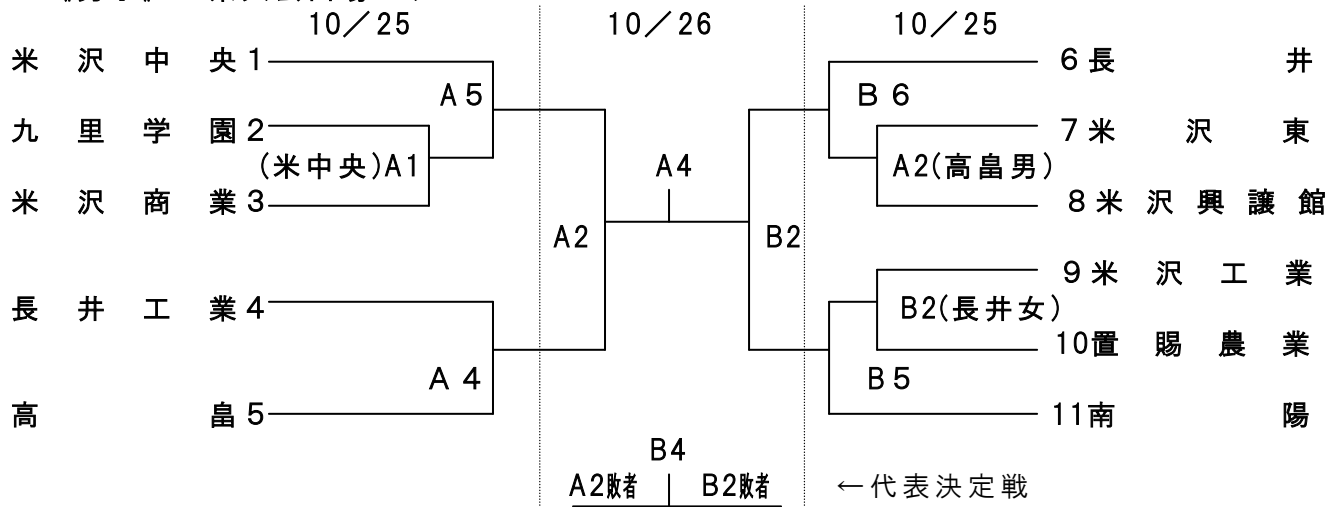 10／25 10／26 10／25
米沢中央1 6長井
A5 B6
九里学園2 7米沢東
(米中央)A1 A4 A2(高畠男)
米沢商業3 8米沢興譲館
A2 B2
9米沢工業
長井工業4 B2(長井女)
10置賜農業
A4 B5
高畠5 11南陽
B4
A2敗者 B2敗者 ←代表決定戦